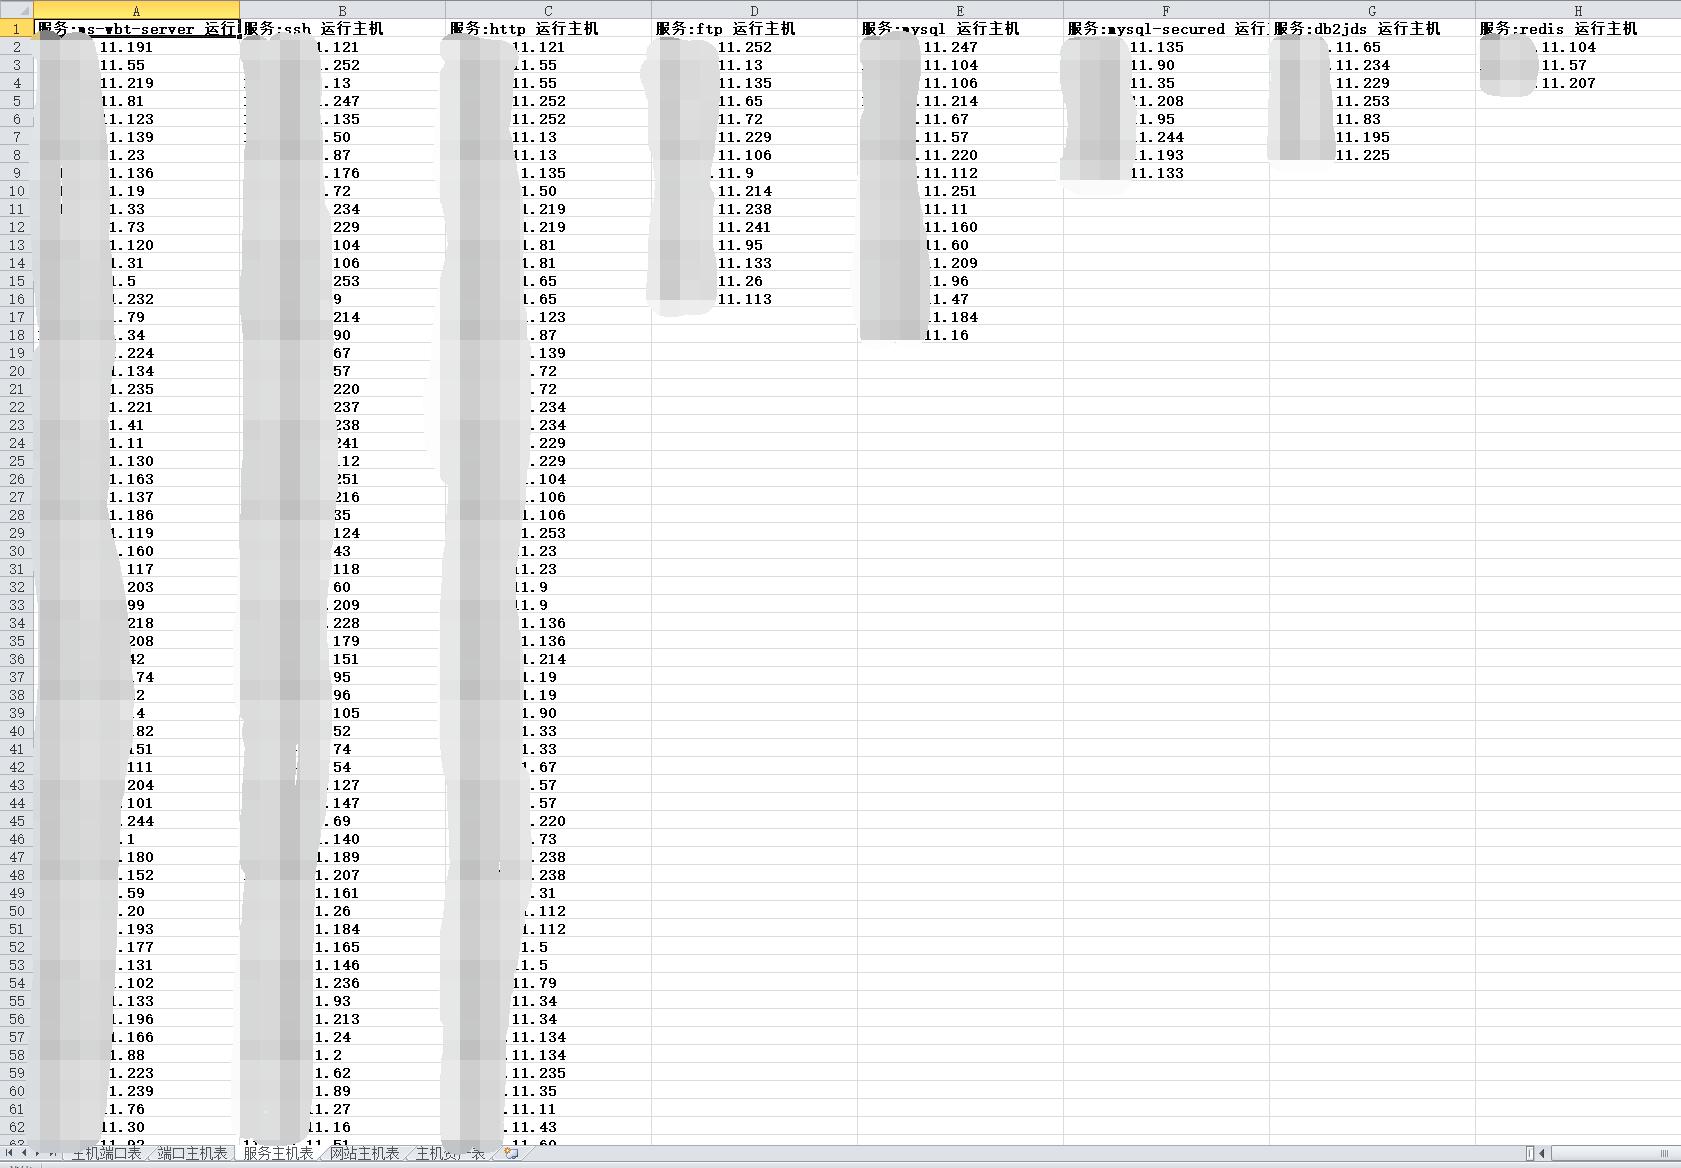 A B C D E F G H
1 服务:ms-wbt-server 运行 服务:ssh 运行主机 服务:http 运行主机 服务:ftp 运行主机 服务:mysql 运行主机 服务:mysql-secured 运行 服务:db2jds 运行主机 服务:redis 运行主机
2 11.191 1.121 11.121 11.252 11.247 11.135 .11.65 .11.104
3 11.55 .252 11.55 11.13 11.104 11.90 11.234 11.57
4 11.219 .13 11.55 11.135 11.106 11.35 11.229 .11.207
5 11.81 .247 11.252 11.65 .11.214 11.208 11.253
6 11.123 .135 11.252 11.72 .11.67 11.95 11.83
7 11.139 .50 11.13 11.229 .11.57 11.244 11.195
8 11.23 .87 11.13 11.106 .11.220 11.193 11.225
9 11.136 .176 11.135 .11.9 .11.112 11.133
10 11.19 .72 11.50 11.214 11.251
11 11.33 .234 1.219 11.238 11.11
12 1.73 229 1.219 11.241 11.160
13 1.120 104 1.81 11.95 11.60
14 1.31 106 1.81 11.133 11.209
15 1.5 253 1.65 11.26 1.96
16 1.232 9 1.65 11.113 1.47
17 1.79 214 .123 11.184
18 1.34 90 .87 11.16
19 1.224 67 .139
20 1.134 57 .72
21 1.235 220 .72
22 1.221 237 .234
23 1.41 238 .234
24 1.11 241 .229
25 1.130 112 .229
26 1.163 251 .104
27 1.137 216 .106
28 1.186 35 .106
29 1.119 124 .253
30 .160 43 1.23
31 .117 118 11.23
32 203 60 11.9
33 99 .209 11.9
34 218 .228 1.136
35 208 .179 1.136
36 42 .151 1.214
37 174 .95 1.19
38 2 .96 1.19
39 4 .105 1.90
40 .82 .52 1.33
41 151 .74 1.33
42 111 .54 1.67
43 204 .127 .57
44 .101 .147 .57
45 .244 .69 .220
46 .1 .140 .73
47 .180 1.189 .238
48 .152 1.207 .238
49 .59 1.161 .31
50 .20 1.26 1.112
51 .193 1.184 1.112
52 .177 1.165 1.5
53 .131 1.146 11.5
54 .102 1.236 11.79
55 1.133 1.93 11.34
56 1.196 1.213 11.34
57 1.166 1.24 .11.134
58 1.88 1.2 .11.134
59 1.223 1.62 .11.235
60 1.239 1.89 .11.35
61 11.76 11.27 .11.11
62 11.30 11.16 .11.43
63 11.92 11.51 .11.60
主机端口表 端口主机表 服务主机表 网站主机表